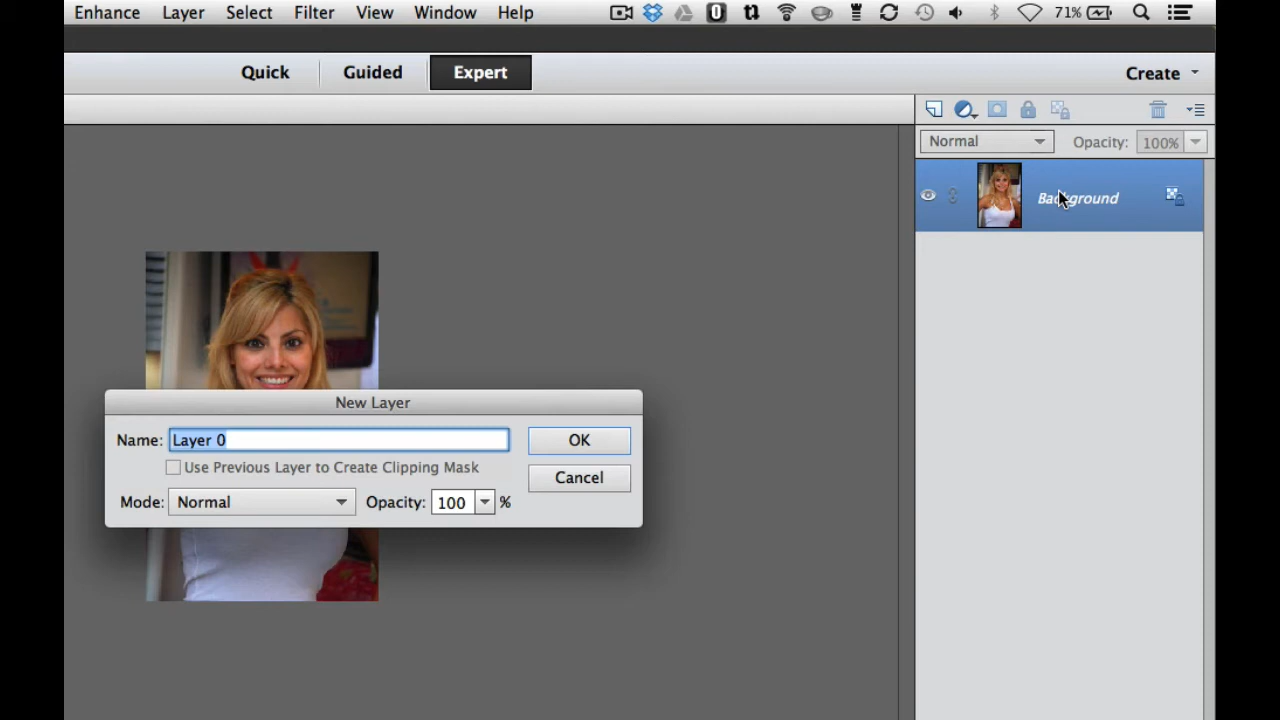 Enhance Layer Select Filter View Window Help 71%
Quick Guided Expert Create
Normal Opacity: 100%
Background
New Layer
Name: Layer 0 OK
Use Previous Layer to Create Clipping Mask Cancel
Mode: Normal Opacity: 100 %